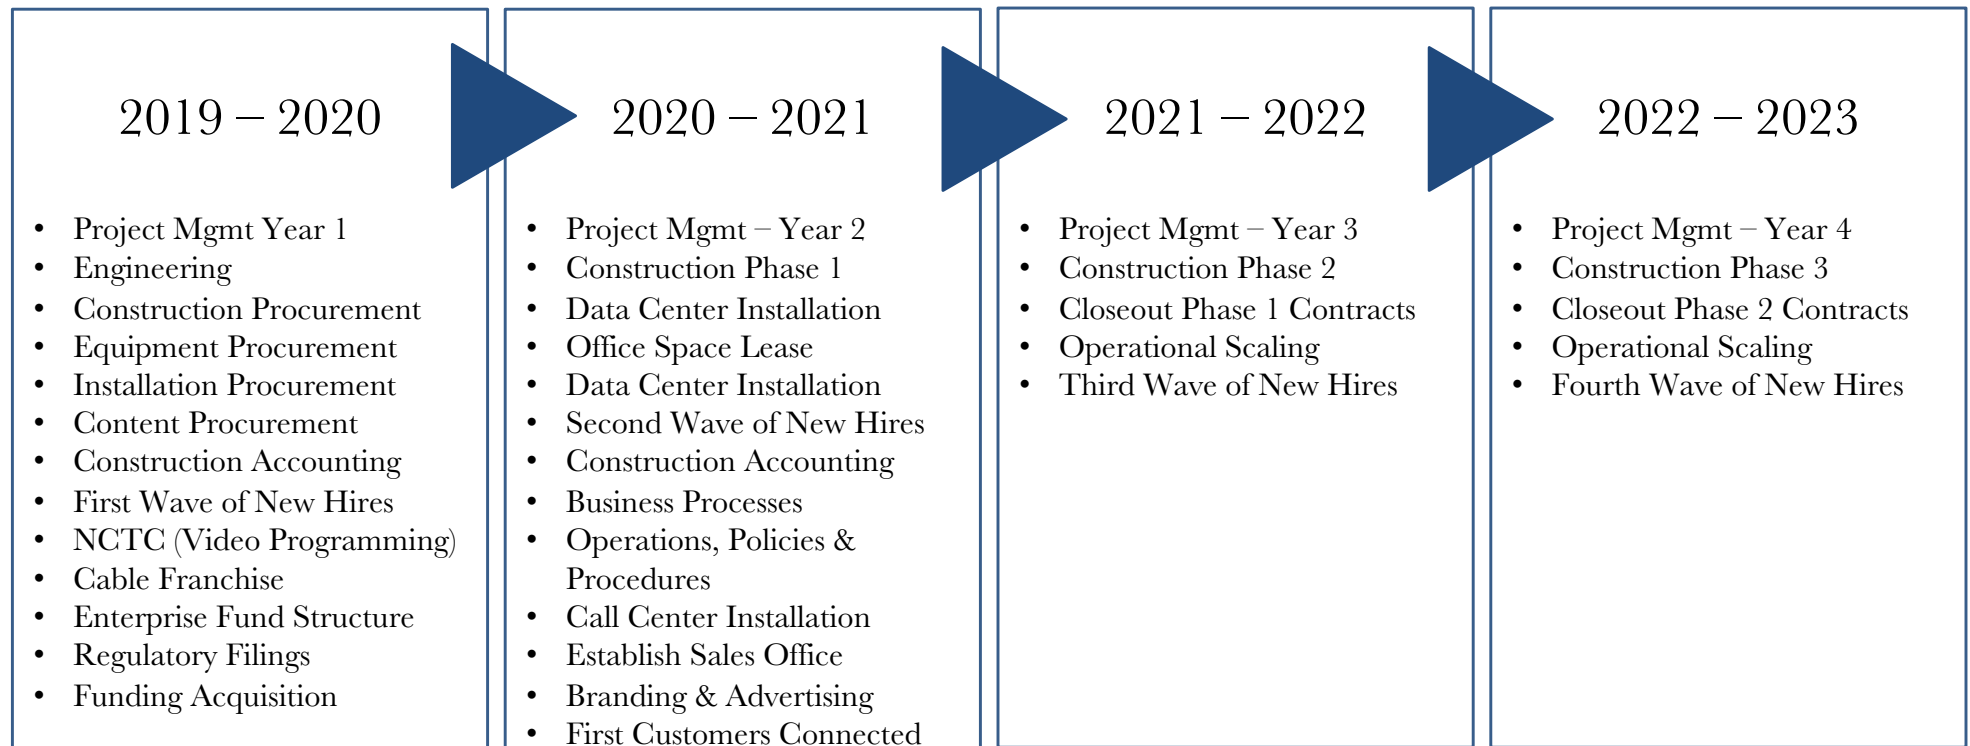 2019 – 2020
• Project Mgmt Year 1
• Engineering
• Construction Procurement
• Equipment Procurement
• Installation Procurement
• Content Procurement
• Construction Accounting
• First Wave of New Hires
• NCTC (Video Programming)
• Cable Franchise
• Enterprise Fund Structure
• Regulatory Filings
• Funding Acquisition
2020 – 2021
• Project Mgmt – Year 2
• Construction Phase 1
• Data Center Installation
• Office Space Lease
• Data Center Installation
• Second Wave of New Hires
• Construction Accounting
• Business Processes
• Operations, Policies &
Procedures
• Call Center Installation
• Establish Sales Office
• Branding & Advertising
• First Customers Connected
2021 – 2022
• Project Mgmt – Year 3
• Construction Phase 2
• Closeout Phase 1 Contracts
• Operational Scaling
• Third Wave of New Hires
2022 – 2023
• Project Mgmt – Year 4
• Construction Phase 3
• Closeout Phase 2 Contracts
• Operational Scaling
• Fourth Wave of New Hires